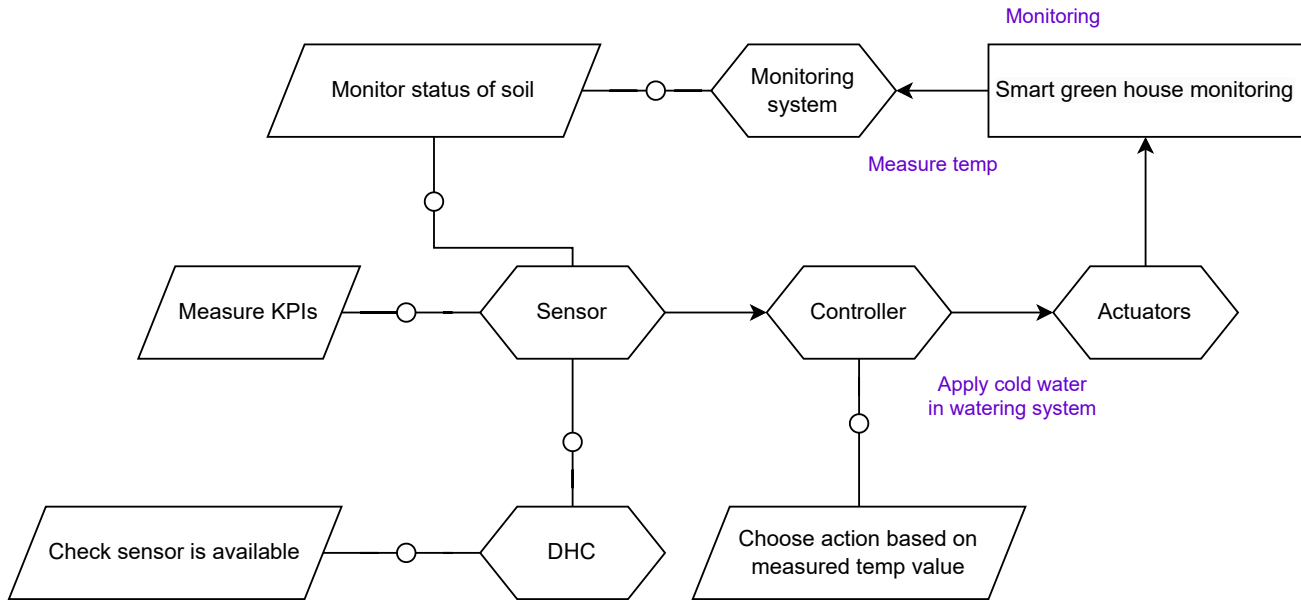 Monitoring
Monitor status of soil
Monitoring
system
Smart green house monitoring
Measure temp
Measure KPIs
Sensor
Controller
Actuators
Apply cold water
in watering system
Check sensor is available
DHC
Choose action based on
measured temp value